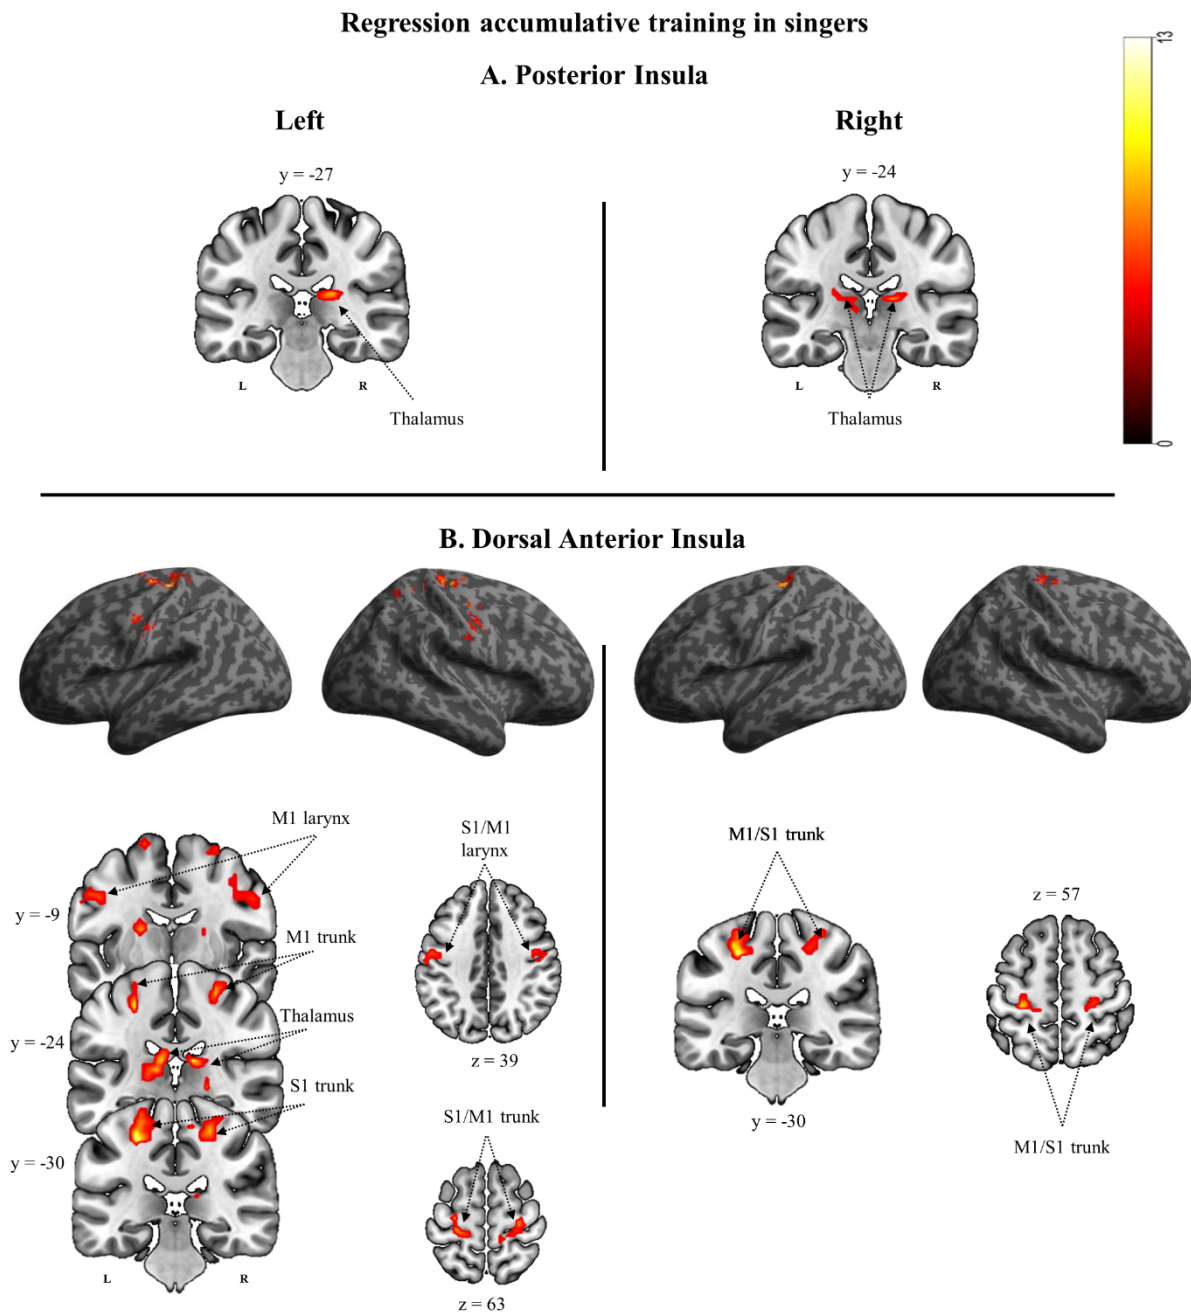 Regression accumulative training in singers
13
0
A. Posterior Insula
Left
Right
y = -27
y = -24
L
R
L
R
Thalamus
Thalamus
B. Dorsal Anterior Insula
M1 larynx
S1/M1
larynx
y = -9
M1 trunk
y = -24
Thalamus
z = 39
S1 trunk
y = -30
S1/M1 trunk
L
R
z = 63
M1/S1 trunk
z = 57
y = -30
M1/S1 trunk